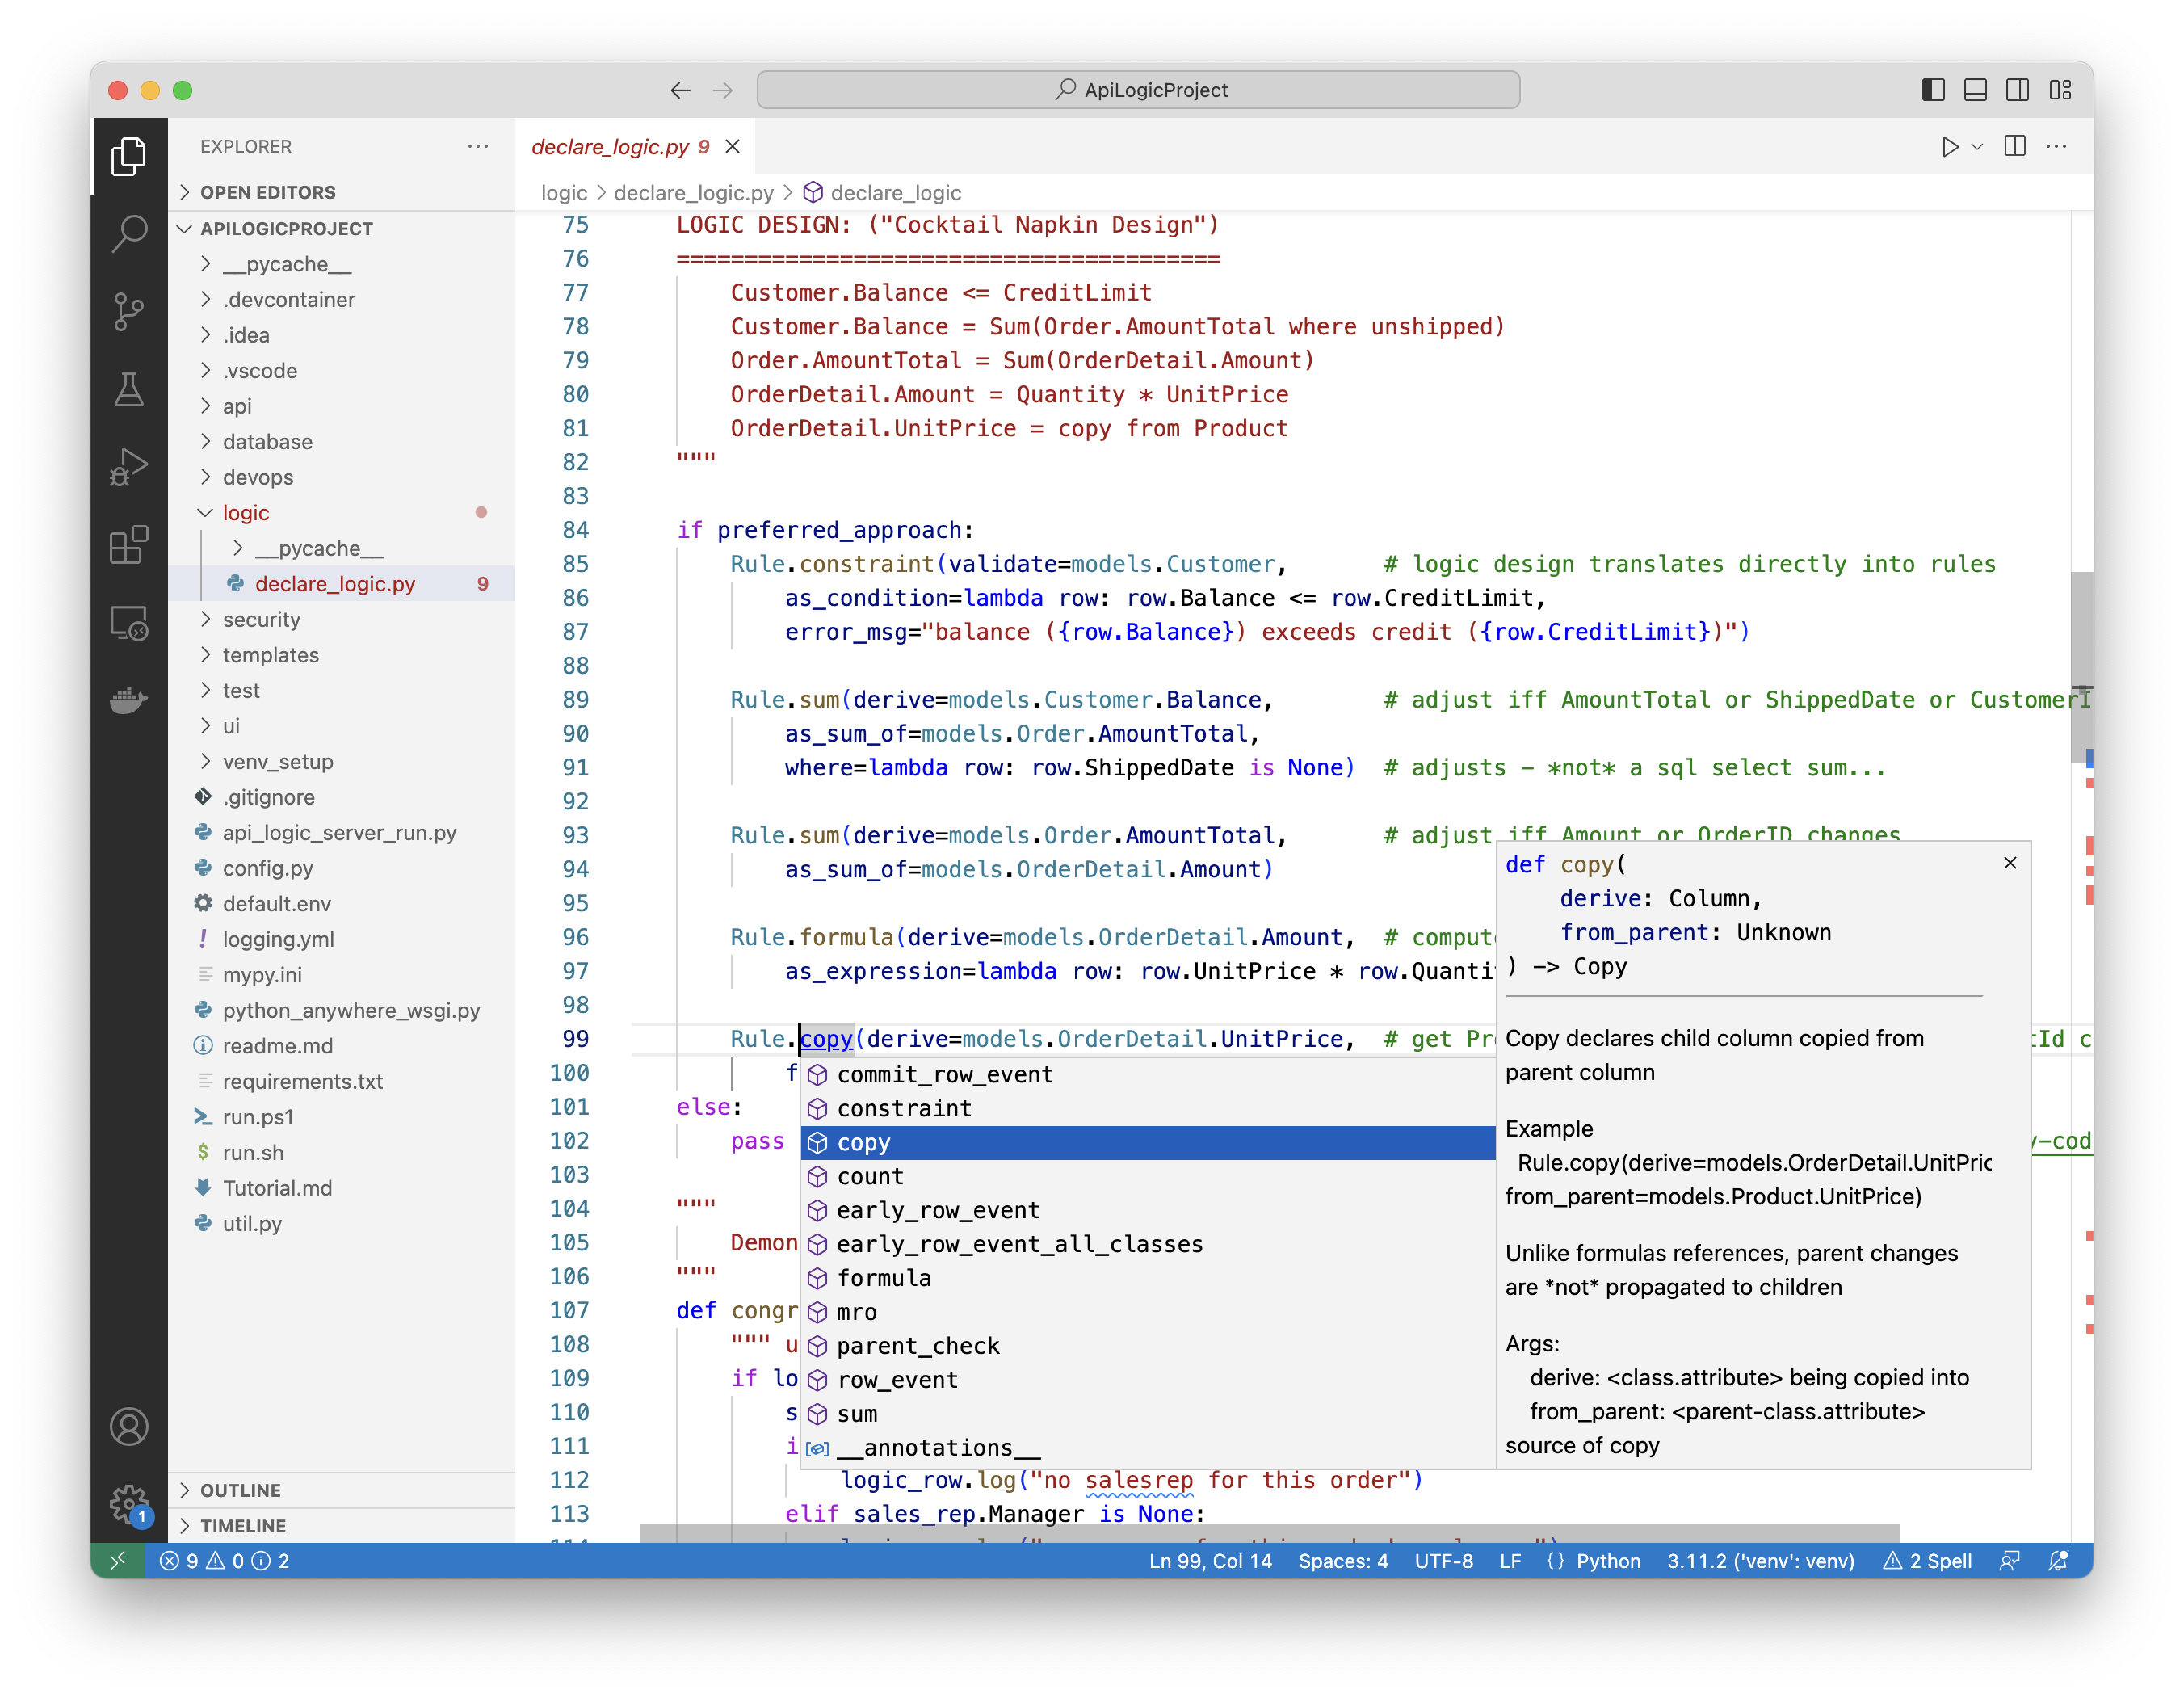 ApiLogicProject
EXPLORER
OPEN EDITORS
APILOGICPROJECT
__pycache__
.devcontainer
.idea
.vscode
api
database
devops
logic
__pycache__
declare_logic.py 9
security
templates
test
ui
venv_setup
.gitignore
api_logic_server_run.py
config.py
default.env
logging.yml
mypy.ini
python_anywhere_wsgi.py
readme.md
requirements.txt
run.ps1
run.sh
Tutorial.md
util.py
OUTLINE
TIMELINE
1
declare_logic.py 9
logic > declare_logic.py > declare_logic
75 LOGIC DESIGN: ("Cocktail Napkin Design")
76 ========================================
77 Customer.Balance <= CreditLimit
78 Customer.Balance = Sum(Order.AmountTotal where unshipped)
79 Order.AmountTotal = Sum(OrderDetail.Amount)
80 OrderDetail.Amount = Quantity * UnitPrice
81 OrderDetail.UnitPrice = copy from Product
82 """
83
84 if preferred_approach:
85 Rule.constraint(validate=models.Customer, # logic design translates directly into rules
86 as_condition=lambda row: row.Balance <= row.CreditLimit,
87 error_msg="balance ({row.Balance}) exceeds credit ({row.CreditLimit})")
88
89 Rule.sum(derive=models.Customer.Balance, # adjust iff AmountTotal or ShippedDate or CustomerI
90 as_sum_of=models.Order.AmountTotal,
91 where=lambda row: row.ShippedDate is None) # adjusts - *not* a sql select sum...
92
93 Rule.sum(derive=models.Order.AmountTotal, # adjust iff Amount or OrderID changes
94 as_sum_of=models.OrderDetail.Amount)
95
96 Rule.formula(derive=models.OrderDetail.Amount, # compute
97 as_expression=lambda row: row.UnitPrice * row.Quanti
98
99 Rule.copy(derive=models.OrderDetail.UnitPrice, # get Pr tId c
100 f
101 else:
102 pass y-cod
103
104 """
105 Demon
106 """
107 def congr
108 """ u
109 if lo
110 s
111 i
112 logic_row.log("no salesrep for this order")
113 elif sales_rep.Manager is None:
114
commit_row_event
constraint
copy
count
early_row_event
early_row_event_all_classes
formula
mro
parent_check
row_event
sum
__annotations__
def copy(
derive: Column,
from_parent: Unknown
) -> Copy
Copy declares child column copied from
parent column
Example
Rule.copy(derive=models.OrderDetail.UnitPric
from_parent=models.Product.UnitPrice)
Unlike formulas references, parent changes
are *not* propagated to children
Args:
derive: <class.attribute> being copied into
from_parent: <parent-class.attribute>
source of copy
9 0 2 Ln 99, Col 14 Spaces: 4 UTF-8 LF {} Python 3.11.2 ('venv': venv) 2 Spell